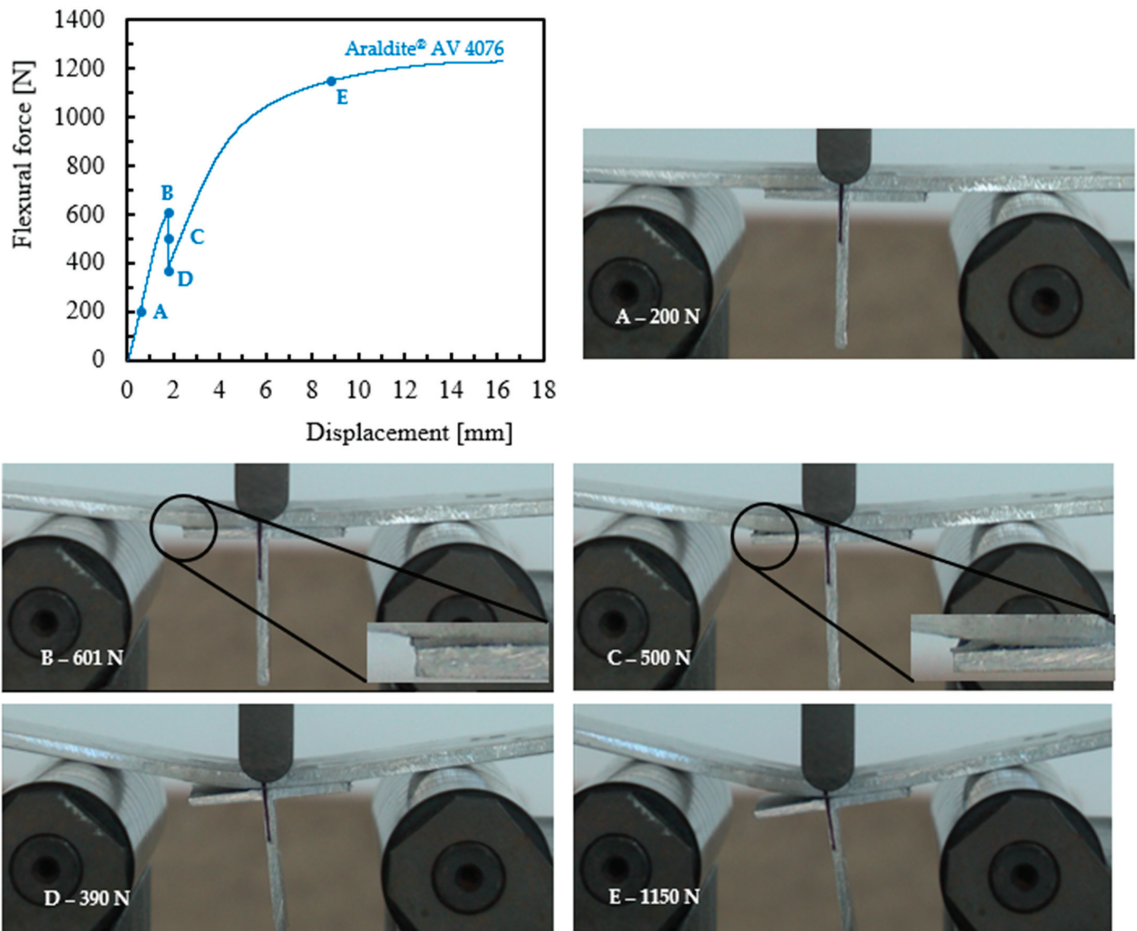 1400
1200
1000
800
600
400
200
0
Flexural force [N]
Araldite® AV 4076
E
B
C
D
A
0 2 4 6 8 10 12 14 16 18
Displacement [mm]
A – 200 N
B – 601 N
C – 500 N
D – 390 N
E – 1150 N